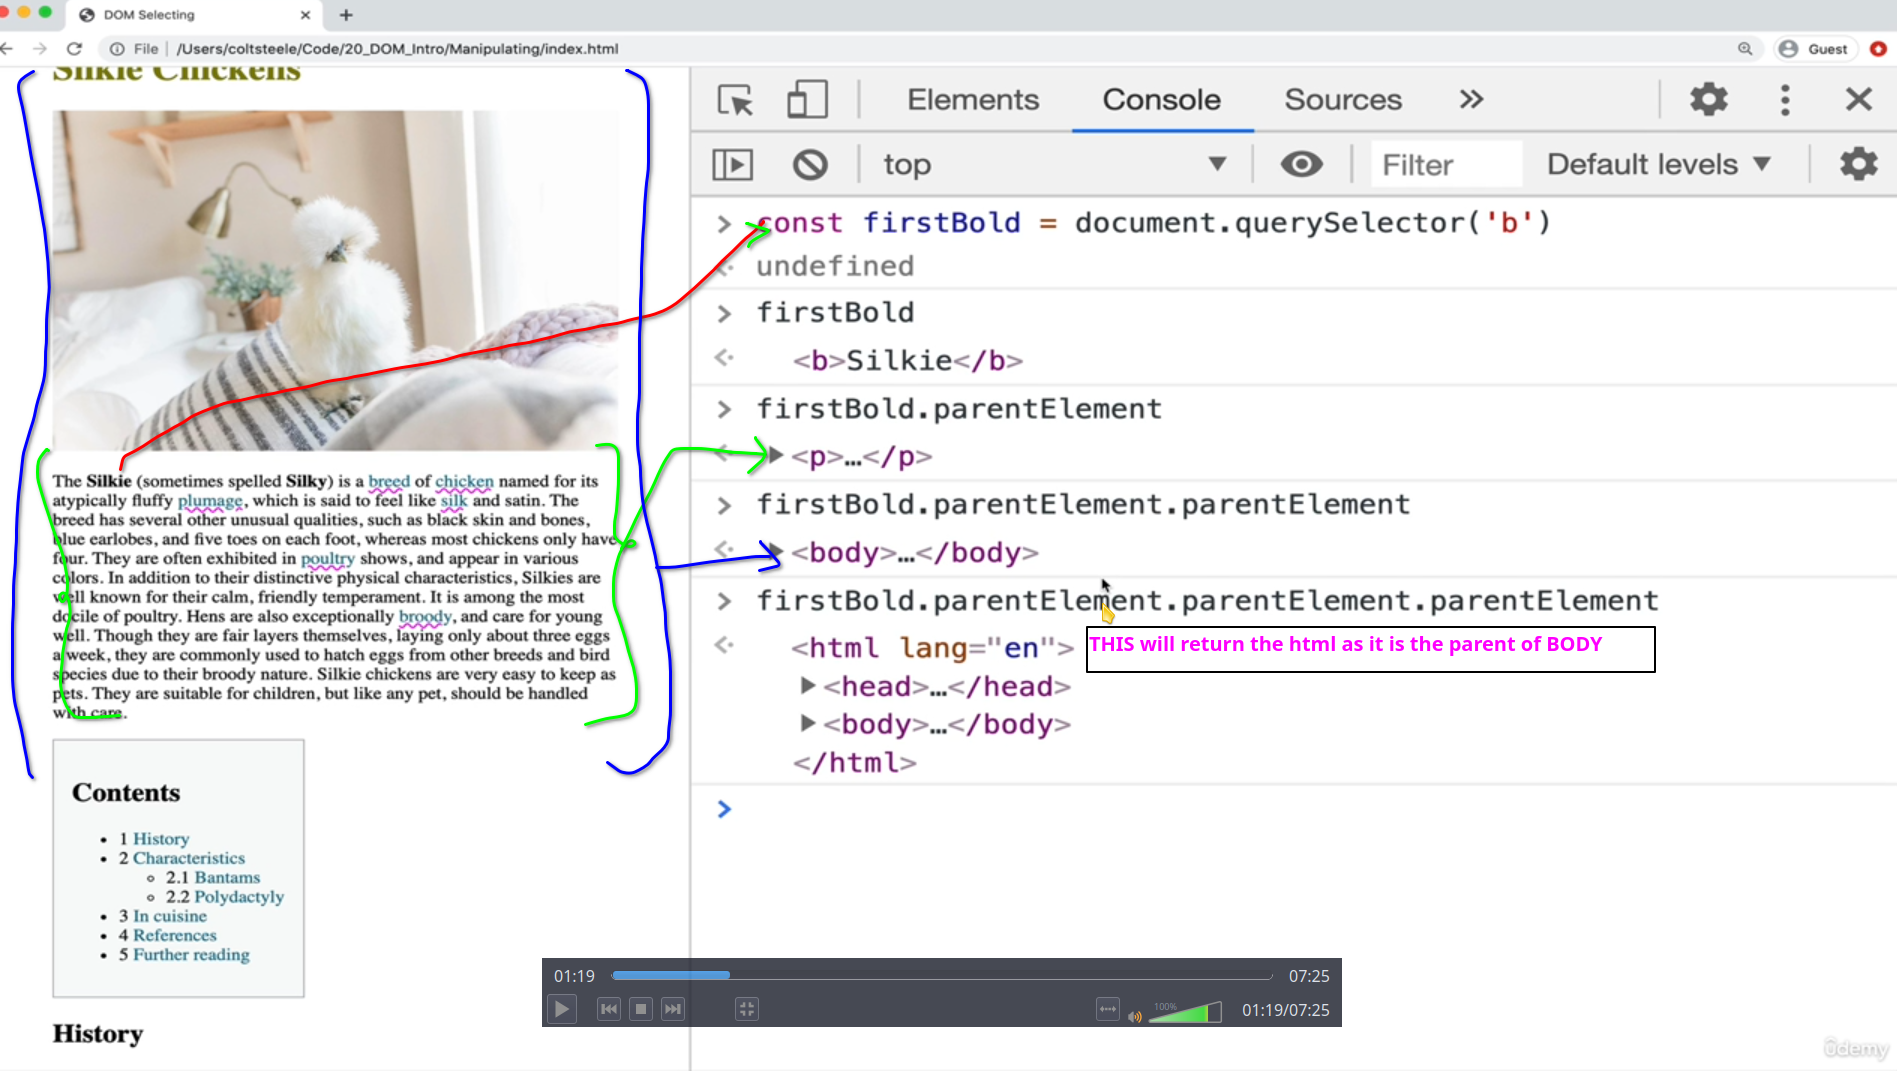 DOM Selecting
File | /Users/coltsteele/Code/20_DOM_Intro/Manipulating/index.html
Guest
Silkie Chickens
The Silkie (sometimes spelled Silky) is a breed of chicken named for its
atypically fluffy plumage, which is said to feel like silk and satin. The
breed has several other unusual qualities, such as black skin and bones,
blue earlobes, and five toes on each foot, whereas most chickens only have
four. They are often exhibited in poultry shows, and appear in various
colors. In addition to their distinctive physical characteristics, Silkies are
well known for their calm, friendly temperament. It is among the most
docile of poultry. Hens are also exceptionally broody, and care for young
well. Though they are fair layers themselves, laying only about three eggs
a week, they are commonly used to hatch eggs from other breeds and bird
species due to their broody nature. Silkie chickens are very easy to keep as
pets. They are suitable for children, but like any pet, should be handled
with care.
Contents
1 History
2 Characteristics
2.1 Bantams
2.2 Polydactyly
3 In cuisine
4 References
5 Further reading
History
Elements Console Sources
top Filter Default levels
const firstBold = document.querySelector('b')
undefined
firstBold
<b>Silkie</b>
firstBold.parentElement
<p>…</p>
firstBold.parentElement.parentElement
<body>…</body>
firstBold.parentElement.parentElement.parentElement
<html lang="en">
THIS will return the html as it is the parent of BODY
<head>…</head>
<body>…</body>
</html>
01:19 07:25
100% 01:19/07:25
ûdemy